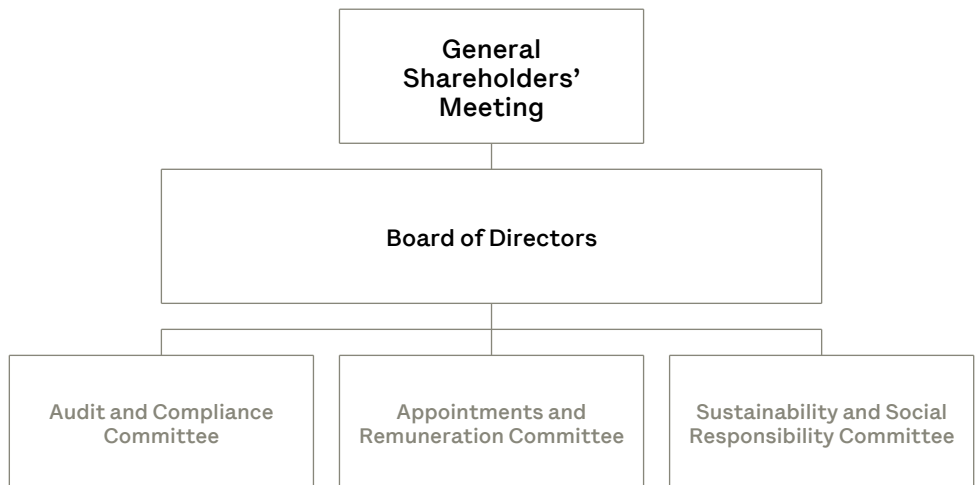 General
Shareholders’
Meeting
Board of Directors
Audit and Compliance
Committee
Appointments and
Remuneration Committee
Sustainability and Social
Responsibility Committee